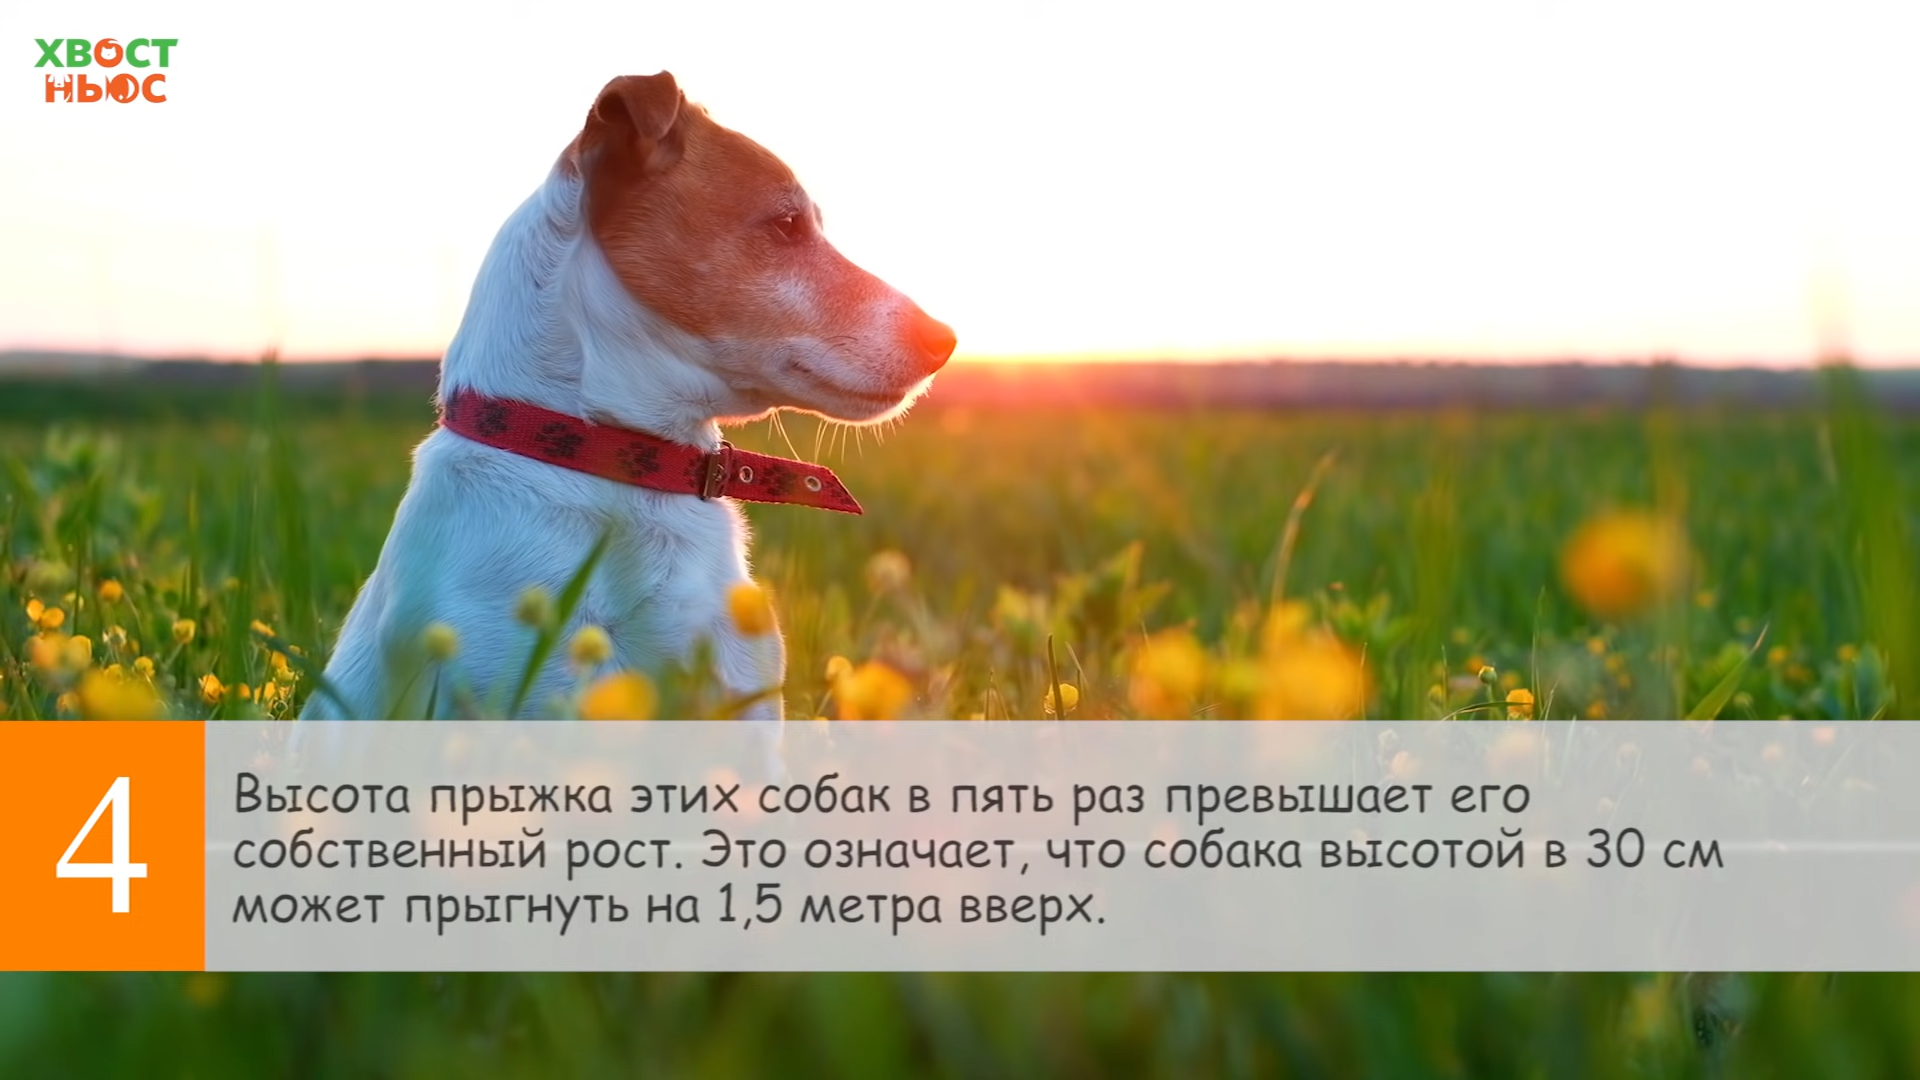 ХВОСТ
НЬЮС
4
Высота прыжка этих собак в пять раз превышает его
собственный рост. Это означает, что собака высотой в 30 см
может прыгнуть на 1,5 метра вверх.